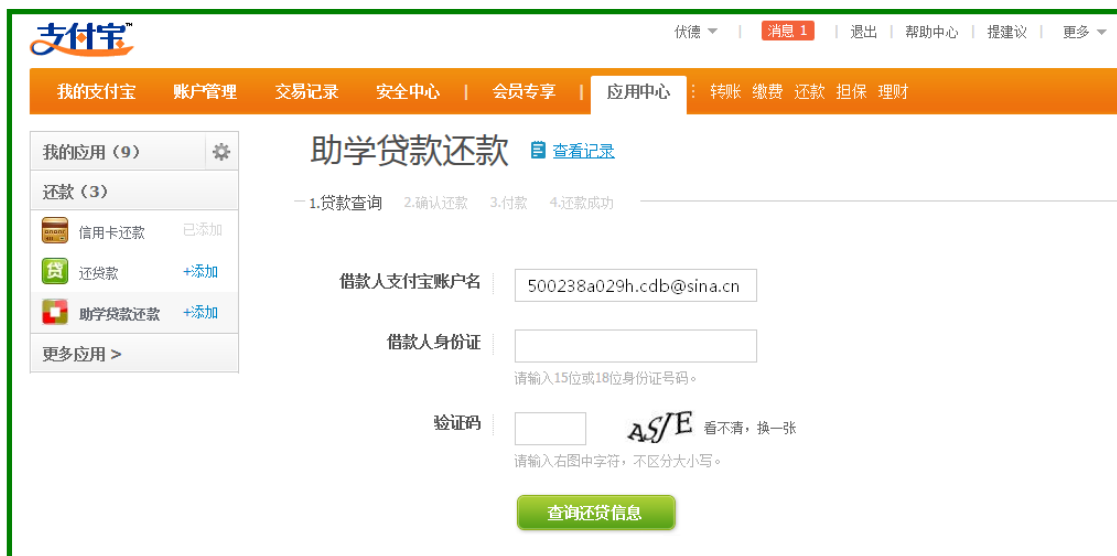 支付宝™
伏德 | 消息 1 | 退出 | 帮助中心 | 提建议 | 更多
我的支付宝 账户管理 交易记录 安全中心 | 会员专享 | 应用中心 转账 缴费 还款 担保 理财
我的应用（9）
还款（3）
信用卡还款 已添加
还贷款 +添加
助学贷款还款 +添加
更多应用 >
助学贷款还款 查看记录
1.贷款查询 2.确认还款 3.付款 4.还款成功
借款人支付宝账户名 500238a029h.cdb@sina.cn
借款人身份证
请输入15位或18位身份证号码。
验证码 ASJE 看不清，换一张
请输入右图中字符，不区分大小写。
查询还贷信息